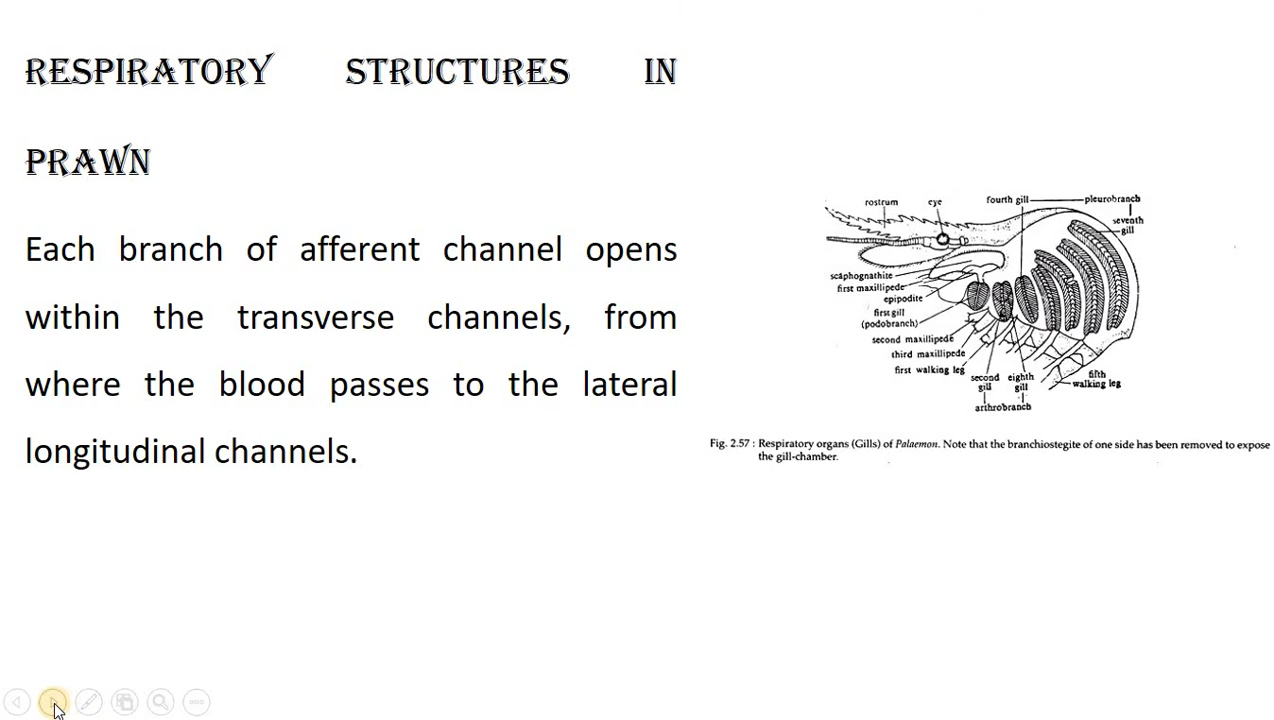 RESPIRATORY STRUCTURES IN
PRAWN
Each branch of afferent channel opens
within the transverse channels, from
where the blood passes to the lateral
longitudinal channels.
rostrum
eye
fourth gill
pleurobranch
seventh
gill
scaphognathite
first maxillipede
epipodite
first gill
(podobranch)
second maxillipede
third maxillipede
first walking leg
second
gill
eighth
gill
arthrobranch
fifth
walking leg
Fig. 2.57 : Respiratory organs (Gills) of Palaemon. Note that the branchiostegite of one side has been removed to expose
the gill-chamber.